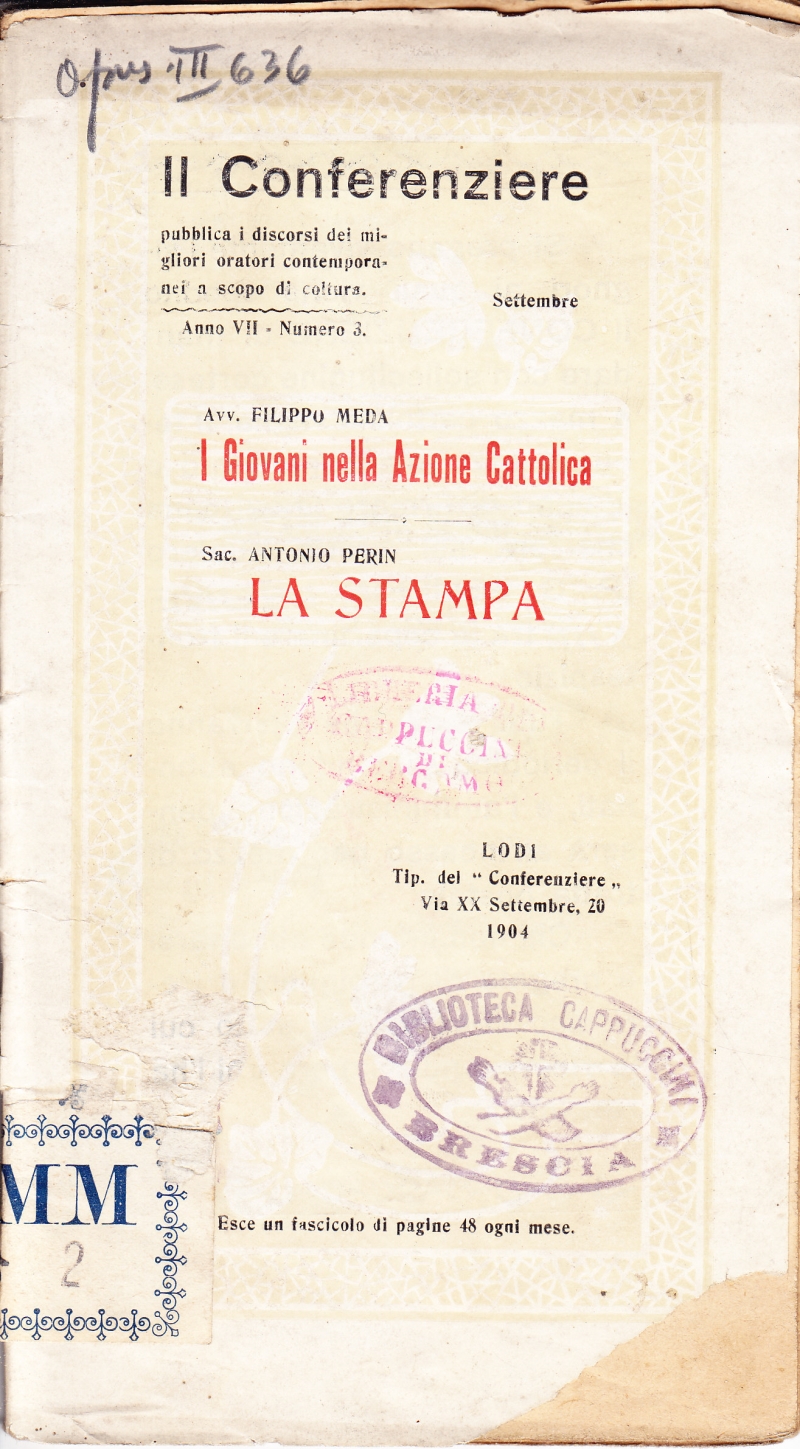 Opus III 636
Il Conferenziere
pubblica i discorsi dei mi-
gliori oratori contempora-
nei a scopo di coltura.
Settembre
Anno VII - Numero 3.
Avv. FILIPPO MEDA
I Giovani nella Azione Cattolica
Sac. ANTONIO PERIN
LA STAMPA
DI
LODI
Tip. del “ Conferenziere „
Via XX Settembre, 20
1904
BIBLIOTECA CAPPUCCINI
BRESCIA
MM
2
Esce un fascicolo di pagine 48 ogni mese.